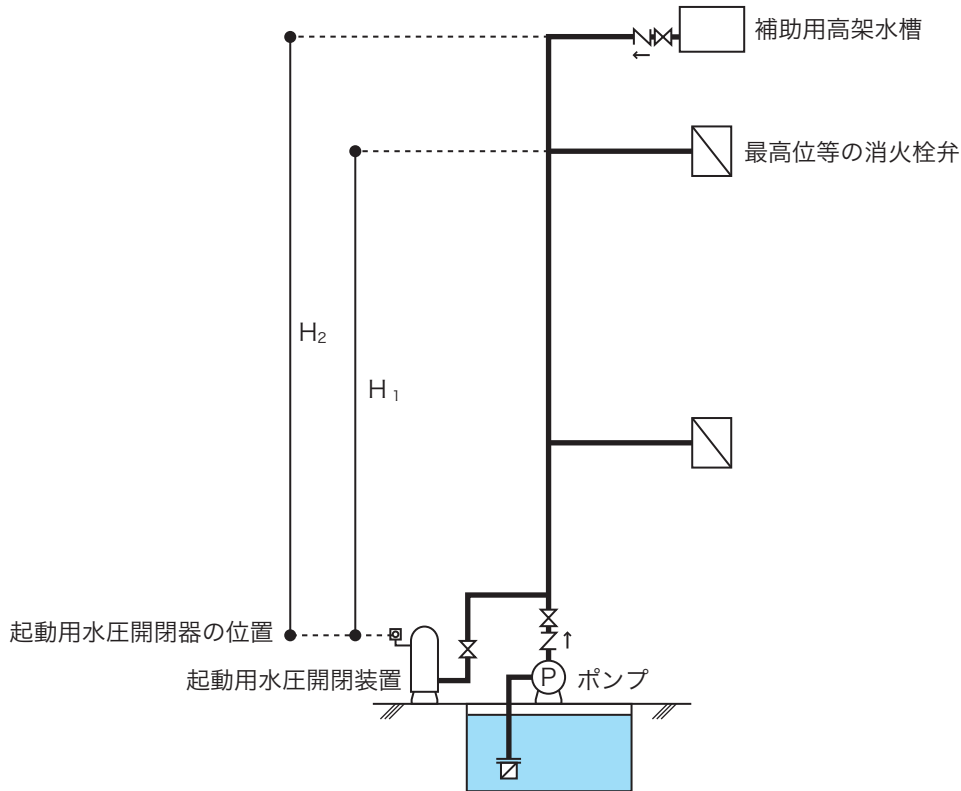 補助用高架水槽
最高位等の消火栓弁
H₂
H₁
起動用水圧開閉器の位置
起動用水圧開閉装置
P
ポンプ